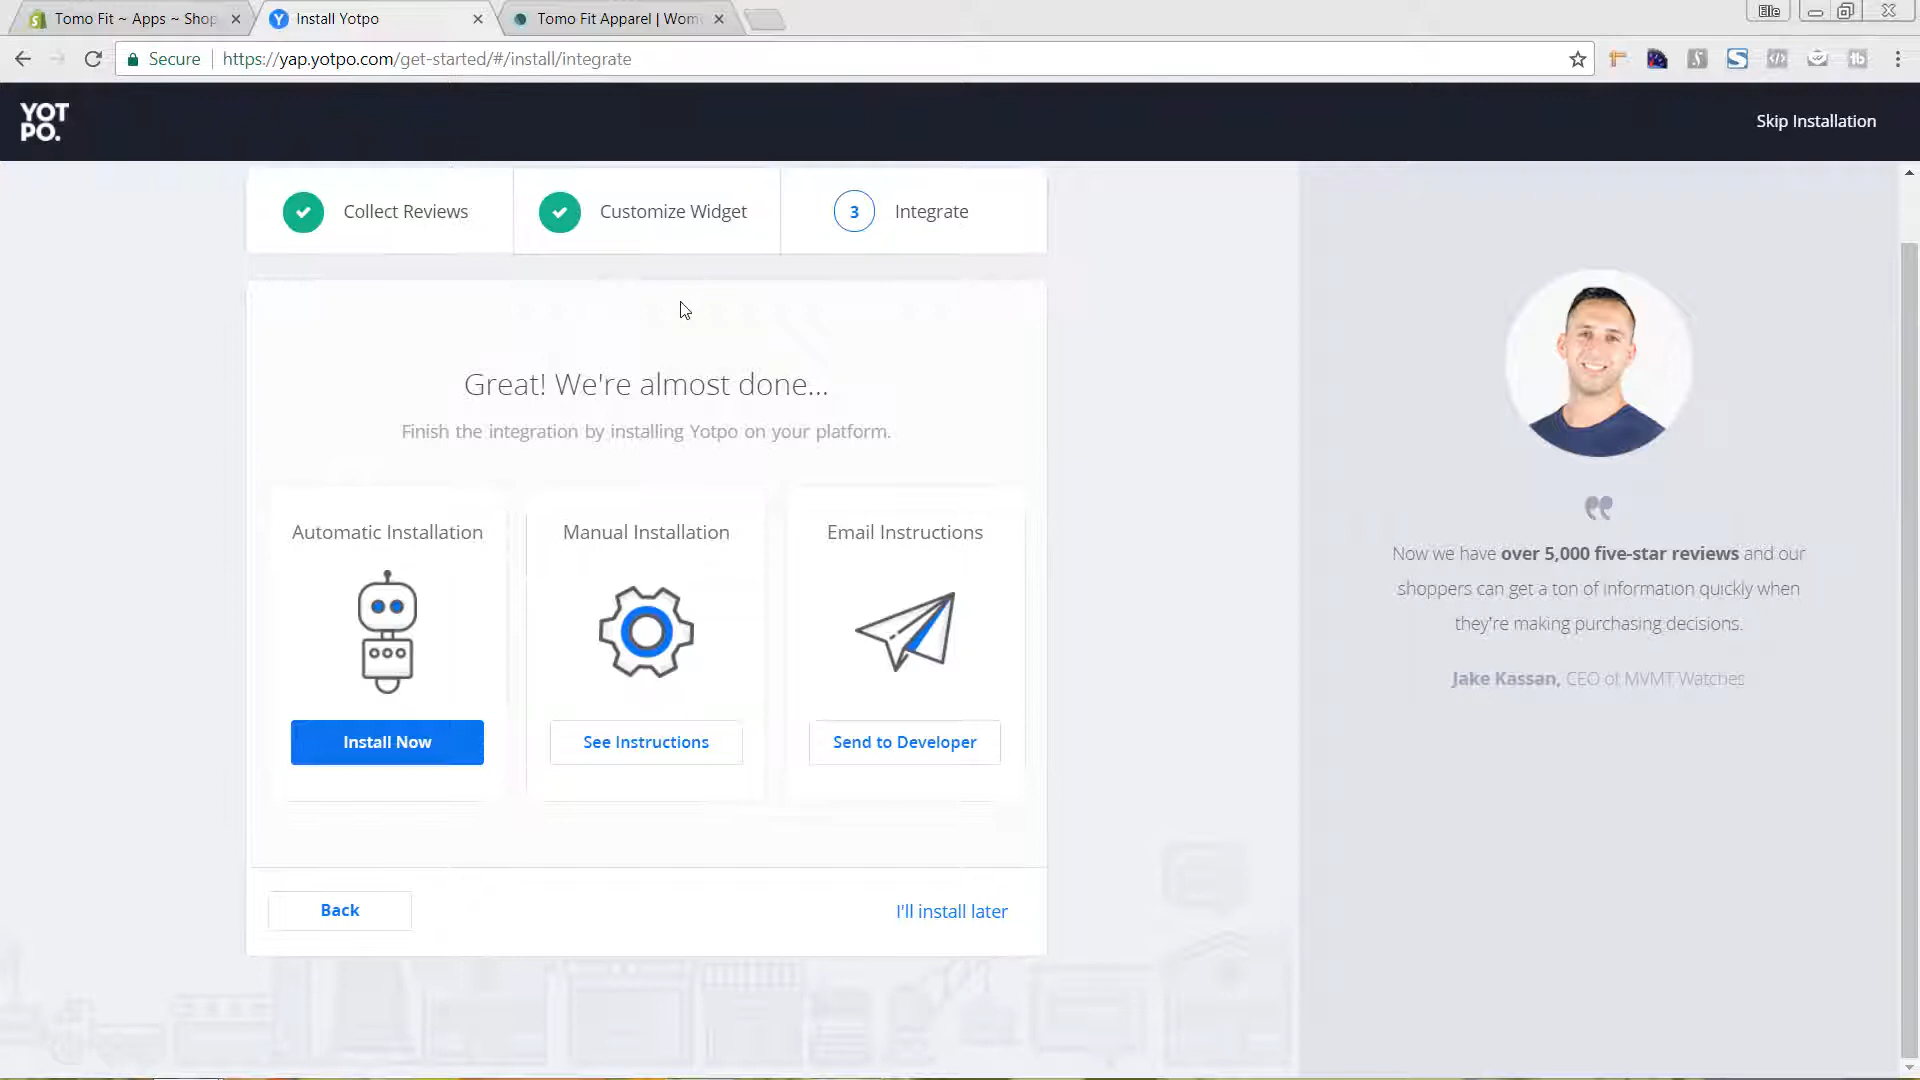 Tomo Fit ~ Apps ~ Shop
Install Yotpo
Tomo Fit Apparel | Wom
Elle
Secure
https://yap.yotpo.com/get-started/#/install/integrate
YOT
PO.
Skip Installation
Collect Reviews
Customize Widget
3
Integrate
Great! We're almost done...
Finish the integration by installing Yotpo on your platform.
Automatic Installation
Manual Installation
Email Instructions
Install Now
See Instructions
Send to Developer
Back
I'll install later
Now we have over 5,000 five-star reviews and our
shoppers can get a ton of information quickly when
they're making purchasing decisions.
Jake Kassan, CEO of MVMT Watches